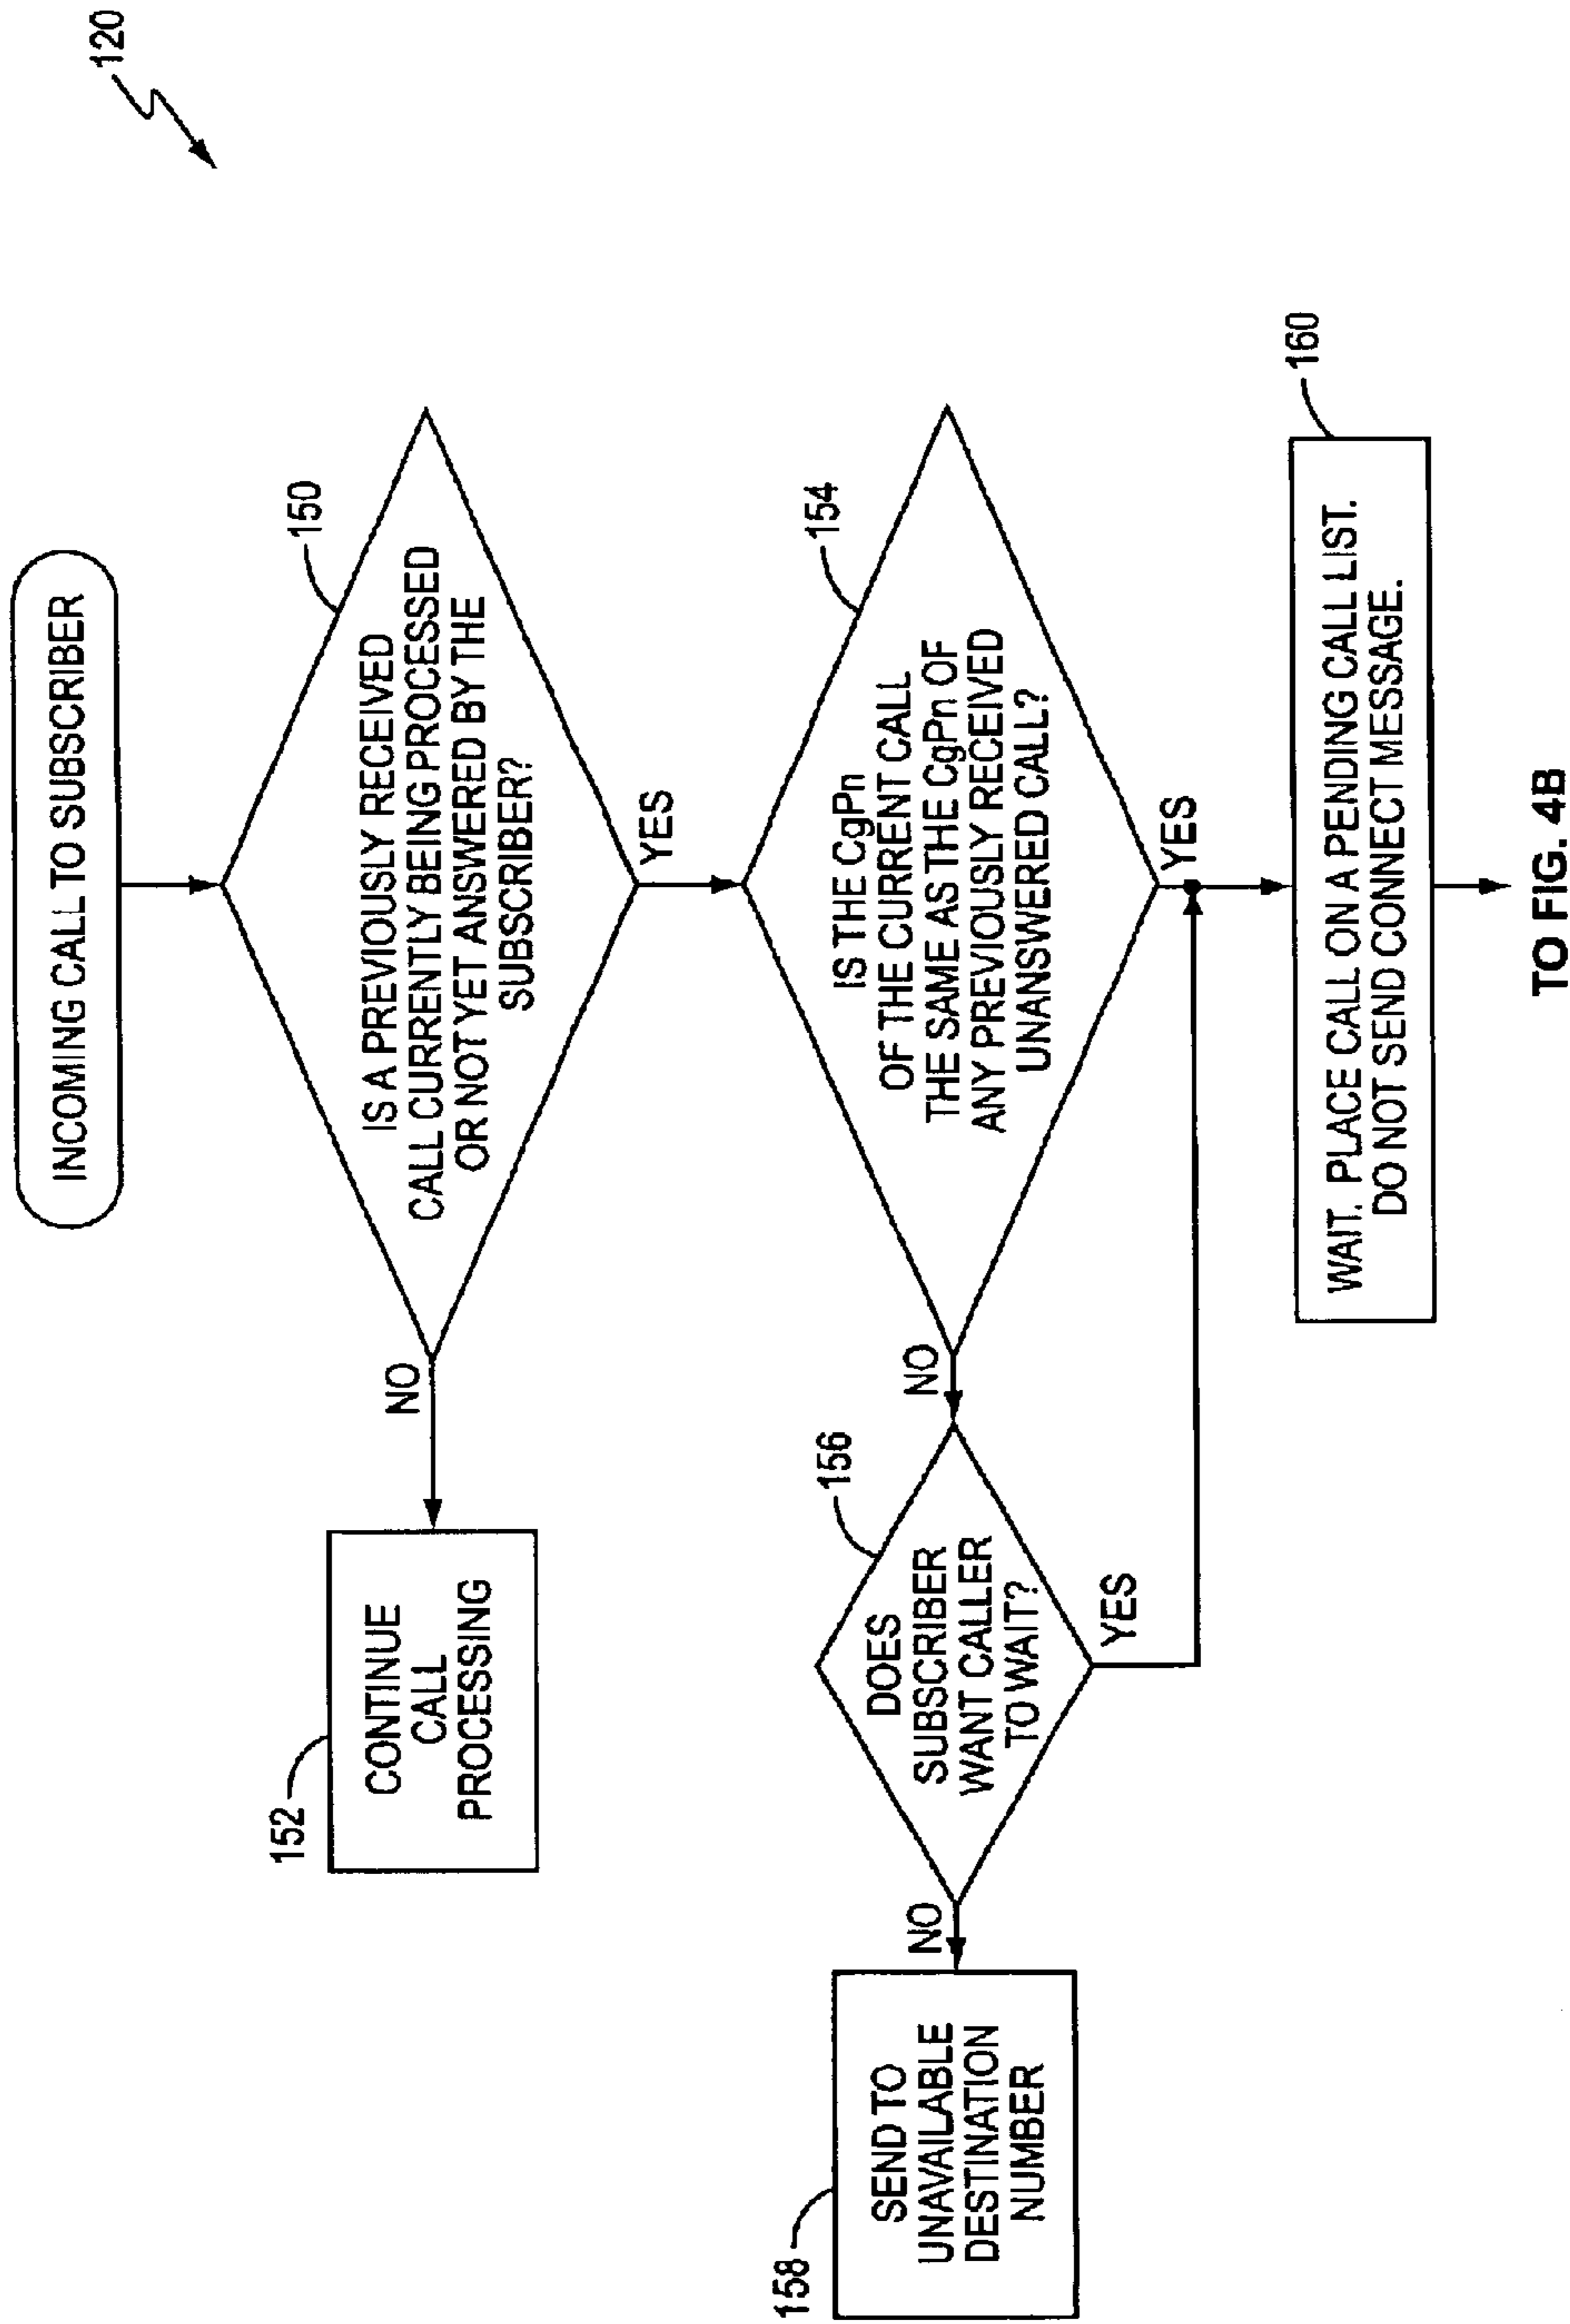 120
INCOMING CALL TO SUBSCRIBER
150
IS A PREVIOUSLY RECEIVED
CALL CURRENTLY BEING PROCESSED
OR NOT YET ANSWERED BY THE
SUBSCRIBER?
NO
YES
152
CONTINUE
CALL
PROCESSING
154
IS THE CgPn
OF THE CURRENT CALL
THE SAME AS THE CgPn OF
ANY PREVIOUSLY RECEIVED
UNANSWERED CALL?
NO
YES
156
DOES
SUBSCRIBER
WANT CALLER
TO WAIT?
NO
YES
158
SEND TO
UNAVAILABLE
DESTINATION
NUMBER
160
WAIT. PLACE CALL ON A PENDING CALL LIST.
DO NOT SEND CONNECT MESSAGE.
TO FIG. 4B